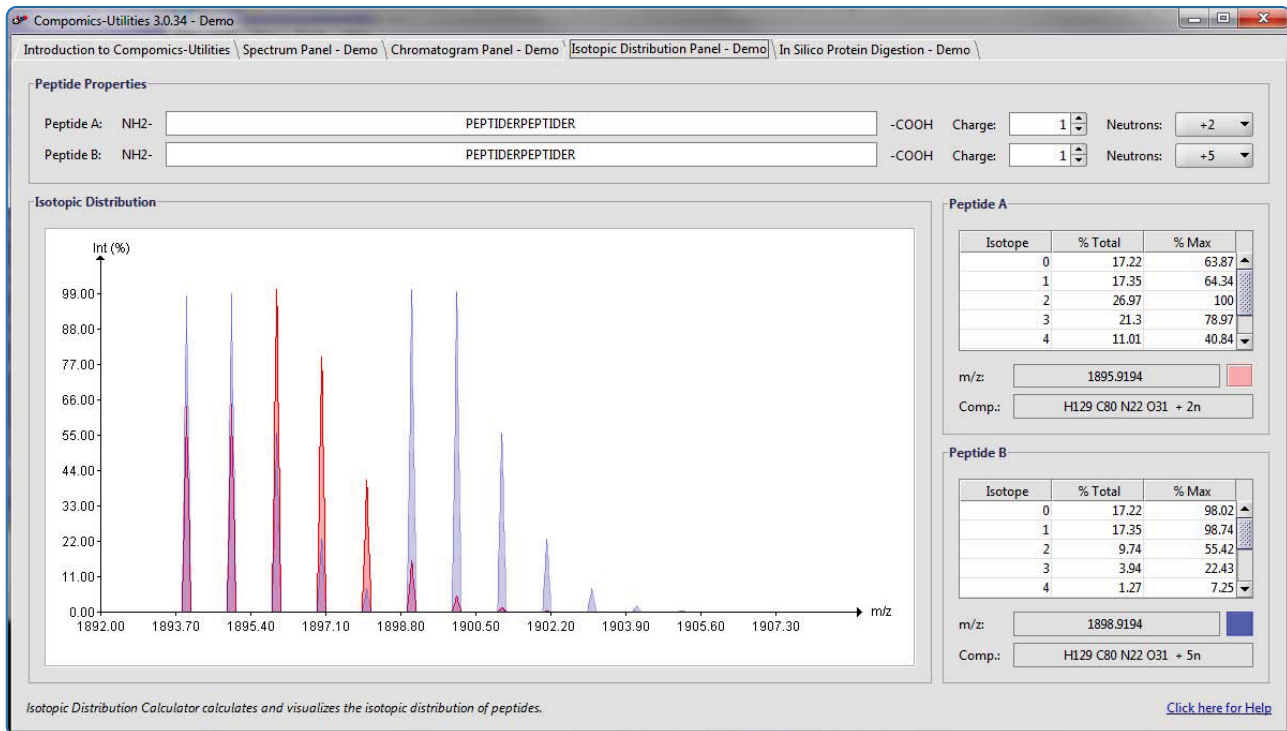 Compomics-Utilities 3.0.34 - Demo
Introduction to Compomics-Utilities Spectrum Panel - Demo Chromatogram Panel - Demo Isotopic Distribution Panel - Demo In Silico Protein Digestion - Demo
Peptide Properties
Peptide A: NH2- PEPTIDERPEPTIDER -COOH Charge: 1 Neutrons: +2
Peptide B: NH2- PEPTIDERPEPTIDER -COOH Charge: 1 Neutrons: +5
Isotopic Distribution
Int (%)
99.00
88.00
77.00
66.00
55.00
44.00
33.00
22.00
11.00
0.00
1892.00 1893.70 1895.40 1897.10 1898.80 1900.50 1902.20 1903.90 1905.60 1907.30
m/z
Peptide A
Isotope % Total % Max
0 17.22 63.87
1 17.35 64.34
2 26.97 100
3 21.3 78.97
4 11.01 40.84
m/z: 1895.9194
Comp.: H129 C80 N22 O31 + 2n
Peptide B
Isotope % Total % Max
0 17.22 98.02
1 17.35 98.74
2 9.74 55.42
3 3.94 22.43
4 1.27 7.25
m/z: 1898.9194
Comp.: H129 C80 N22 O31 + 5n
Isotopic Distribution Calculator calculates and visualizes the isotopic distribution of peptides.
Click here for Help